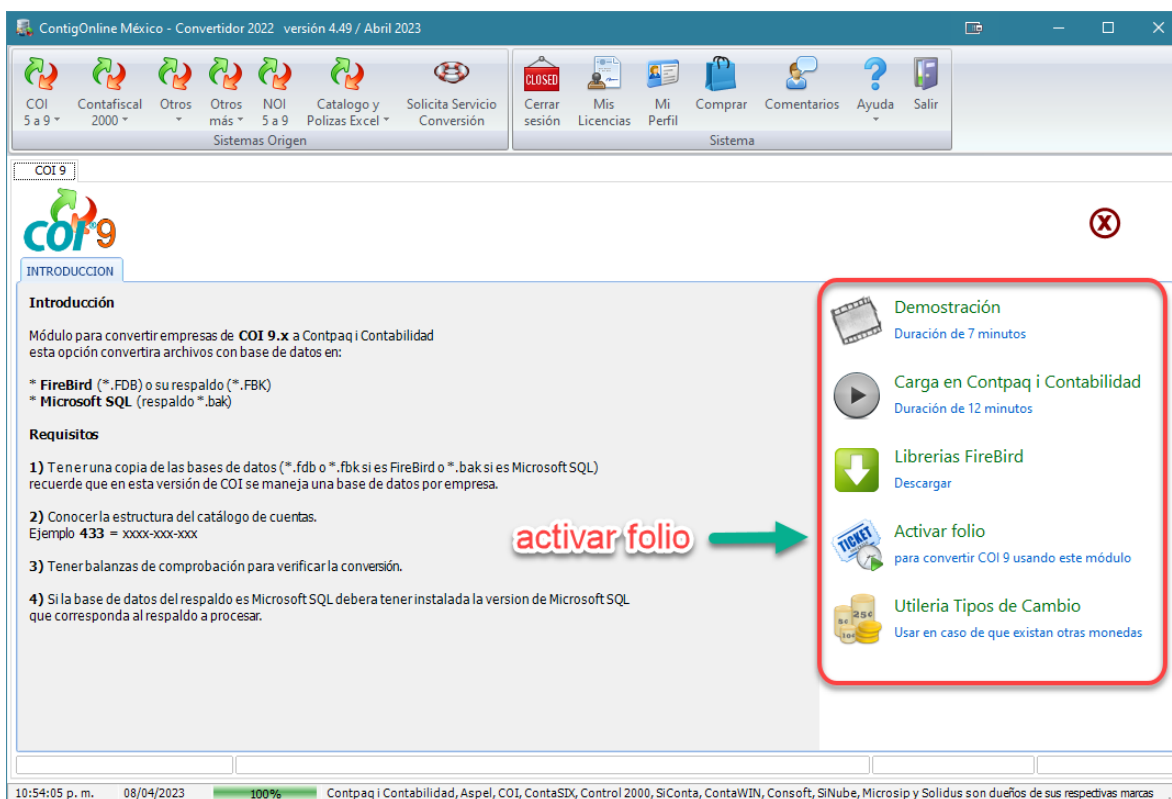 ContigOnline México - Convertidor 2022 versión 4.49 / Abril 2023
COI 5 a 9
Contafiscal 2000
Otros
Otros más
NOI 5 a 9
Catalogo y Polizas Excel
Solicita Servicio Conversión
Sistemas Origen
CLOSED
Cerrar sesión
Mis Licencias
Mi Perfil
Comprar
Comentarios
Ayuda
Salir
Sistema
COI 9
COI®9
INTRODUCCION
Introducción
Módulo para convertir empresas de COI 9.x a Contpaq i Contabilidad
esta opción convertira archivos con base de datos en:
* FireBird (*.FDB) o su respaldo (*.FBK)
* Microsoft SQL (respaldo *.bak)
Requisitos
1) Tener una copia de las bases de datos (*.fdb o *.fbk si es FireBird o *.bak si es Microsoft SQL)
recuerde que en esta versión de COI se maneja una base de datos por empresa.
2) Conocer la estructura del catálogo de cuentas.
Ejemplo 433 = xxxx-xxx-xxx
3) Tener balanzas de comprobación para verificar la conversión.
4) Si la base de datos del respaldo es Microsoft SQL debera tener instalada la version de Microsoft SQL
que corresponda al respaldo a procesar.
activar folio
Demostración
Duración de 7 minutos
Carga en Contpaq i Contabilidad
Duración de 12 minutos
Librerias FireBird
Descargar
TICKET
Activar folio
para convertir COI 9 usando este módulo
25¢
5¢
10¢
Utileria Tipos de Cambio
Usar en caso de que existan otras monedas
10:54:05 p. m.
08/04/2023
100%
Contpaq i Contabilidad, Aspel, COI, ContaSIX, Control 2000, SiConta, ContaWIN, Consoft, SiNube, Microsip y Solidus son dueños de sus respectivas marcas